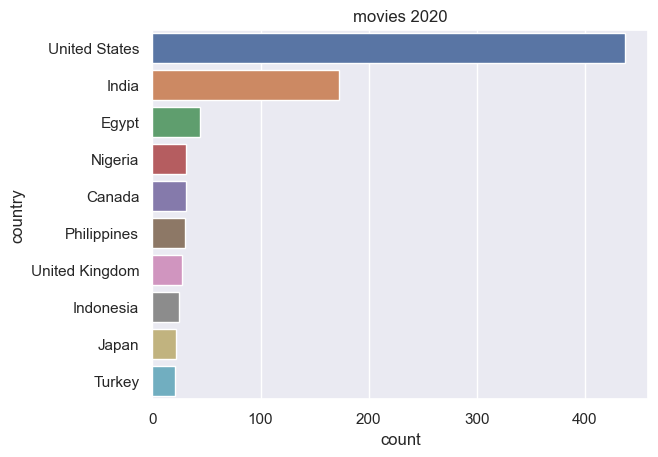 movies 2020
country
United States
India
Egypt
Nigeria
Canada
Philippines
United Kingdom
Indonesia
Japan
Turkey
0 100 200 300 400
count